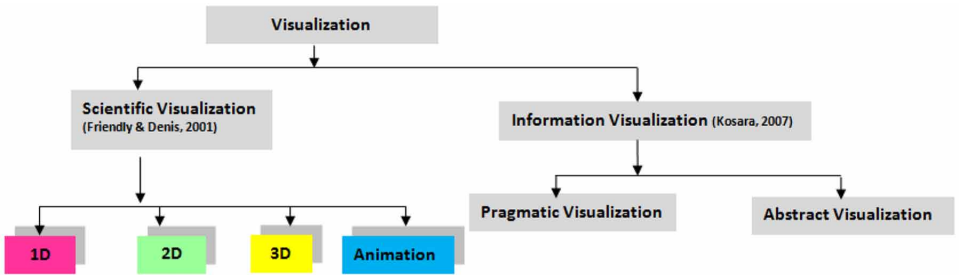 Visualization
Scientific Visualization
(Friendly & Denis, 2001)
Information Visualization (Kosara, 2007)
Pragmatic Visualization
Abstract Visualization
1D
2D
3D
Animation